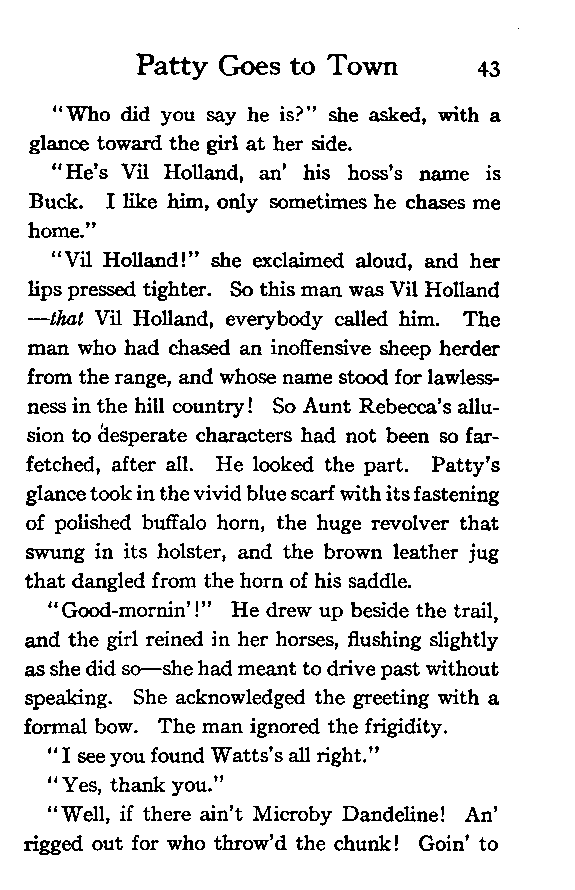 Patty Goes to Town 43
"Who did you say he is?" she asked, with a
glance toward the girl at her side.
"He's Vil Holland, an' his hoss's name is
Buck. I like him, only sometimes he chases me
home."
"Vil Holland!" she exclaimed aloud, and her
lips pressed tighter. So this man was Vil Holland
—that Vil Holland, everybody called him. The
man who had chased an inoffensive sheep herder
from the range, and whose name stood for lawless-
ness in the hill country! So Aunt Rebecca's allu-
sion to desperate characters had not been so far-
fetched, after all. He looked the part. Patty's
glance took in the vivid blue scarf with its fastening
of polished buffalo horn, the huge revolver that
swung in its holster, and the brown leather jug
that dangled from the horn of his saddle.
"Good-mornin'!" He drew up beside the trail,
and the girl reined in her horses, flushing slightly
as she did so—she had meant to drive past without
speaking. She acknowledged the greeting with a
formal bow. The man ignored the frigidity.
"I see you found Watts's all right."
"Yes, thank you."
"Well, if there ain't Microby Dandeline! An'
rigged out for who throw'd the chunk! Goin' to